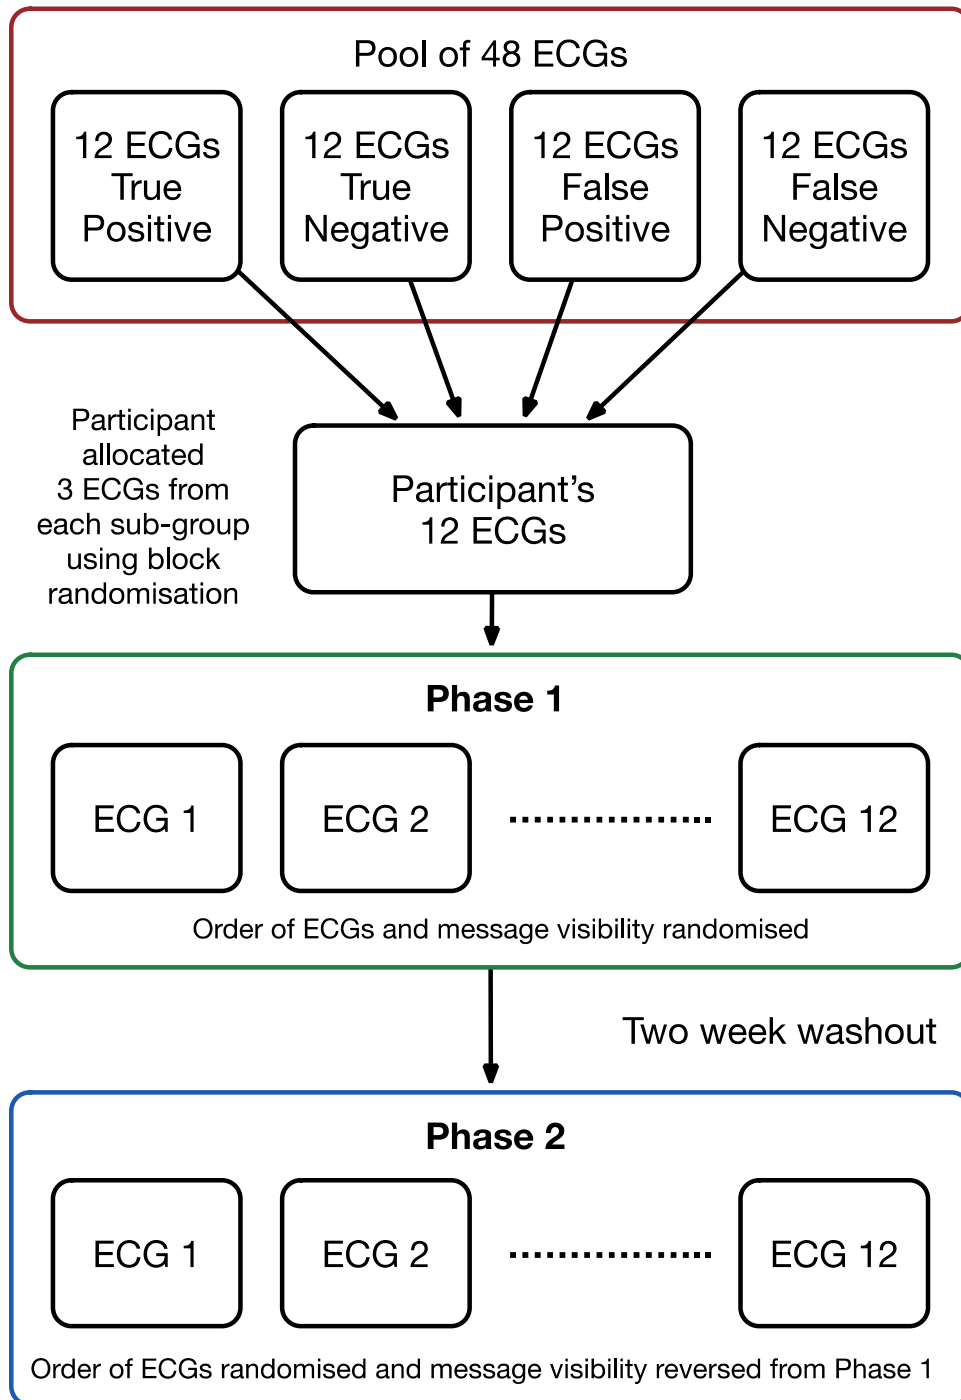 Pool of 48 ECGs
12 ECGs
True
Positive
12 ECGs
True
Negative
12 ECGs
False
Positive
12 ECGs
False
Negative
Participant
allocated
3 ECGs from
each sub-group
using block
randomisation
Participant's
12 ECGs
Phase 1
ECG 1
ECG 2
ECG 12
Order of ECGs and message visibility randomised
Two week washout
Phase 2
ECG 1
ECG 2
ECG 12
Order of ECGs randomised and message visibility reversed from Phase 1